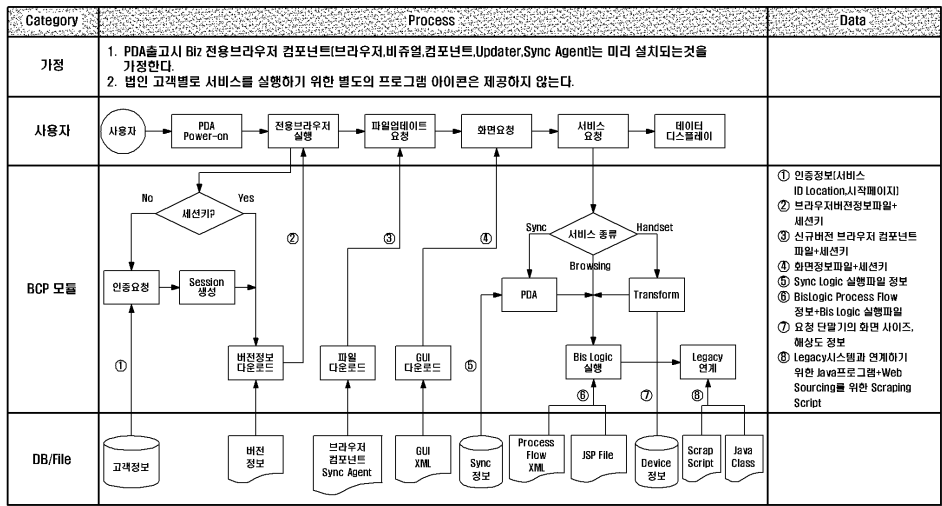 Category
Process
Data
가정
1. PDA출고시 Biz 전용브라우저 컴포넌트(브라우저,비쥬얼,컴포넌트,Updater,Sync Agent)는 미리 설치되는것을
가정한다.
2. 법인 고객별로 서비스를 실행하기 위한 별도의 프로그램 아이콘은 제공하지 않는다.
사용자
사용자
PDA
Power-on
전용브라우저
실행
파일업데이트
요청
화면요청
서비스
요청
데이터
디스플레이
BCP 모듈
No
Yes
세션키?
인증요청
Session
생성
버전정보
다운로드
파일
다운로드
GUI
다운로드
①
②
③
④
⑤
Sync
서비스 종류
Handset
Browsing
PDA
Transform
Bis Logic
실행
Legacy
연계
⑥
⑦
⑧
① 인증정보(서비스
ID Location,시작페이지)
② 브라우저버젼정보파일+
세션키
③ 신규버전 브라우저 컴포넌트
파일+세션키
④ 화면정보파일+세션키
⑤ Sync Logic 실행파일 정보
⑥ BisLogic Process Flow
정보+Bis Logic 실행파일
⑦ 요청 단말기의 화면 사이즈,
해상도 정보
⑧ Legacy시스템과 연계하기
위한 Java프로그램+Web
Sourcing를 위한 Scraping
Script
DB/File
고객정보
버전
정보
브라우저
컴포넌트
Sync Agent
GUI
XML
Sync
정보
Process
Flow
XML
JSP File
Device
정보
Scrap
Script
Java
Class